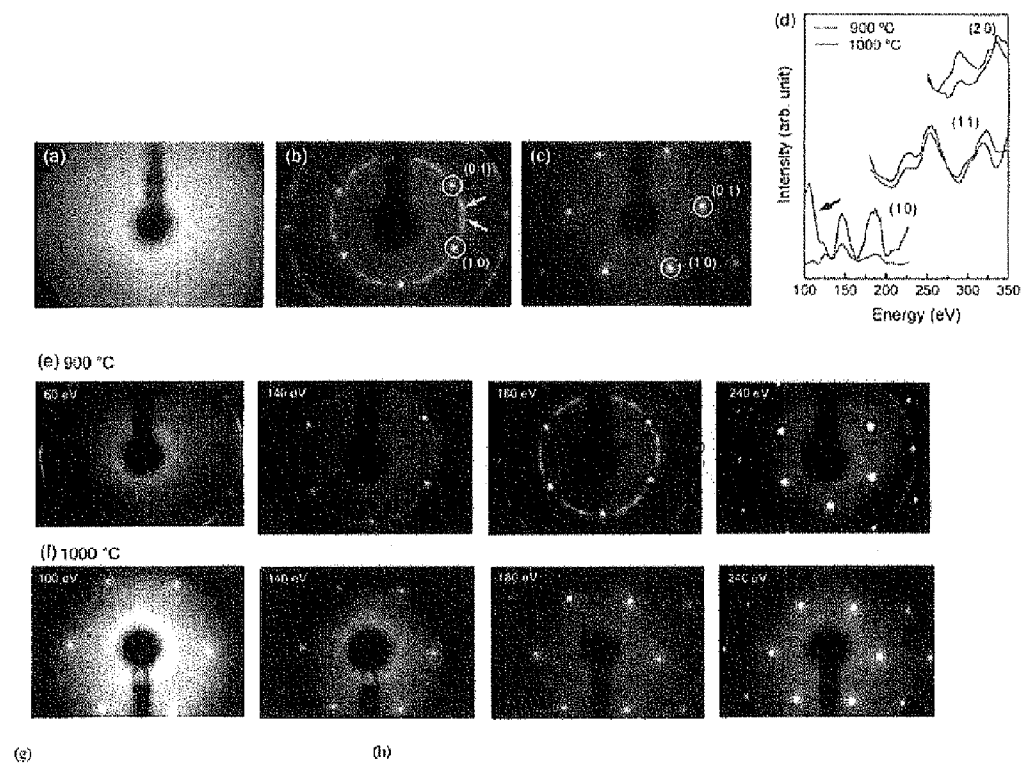 (d)
900 °C
1000 °C
(2 0)
(1 1)
(1 0)
Intensity (arb. unit)
100 150 200 250 300 350
Energy (eV)
(a)
(b)
(0 1)
(1 0)
(c)
(0 1)
(1 0)
(e) 900 °C
60 eV
140 eV
180 eV
240 eV
(f) 1000 °C
100 eV
140 eV
180 eV
240 eV
(g)
(h)